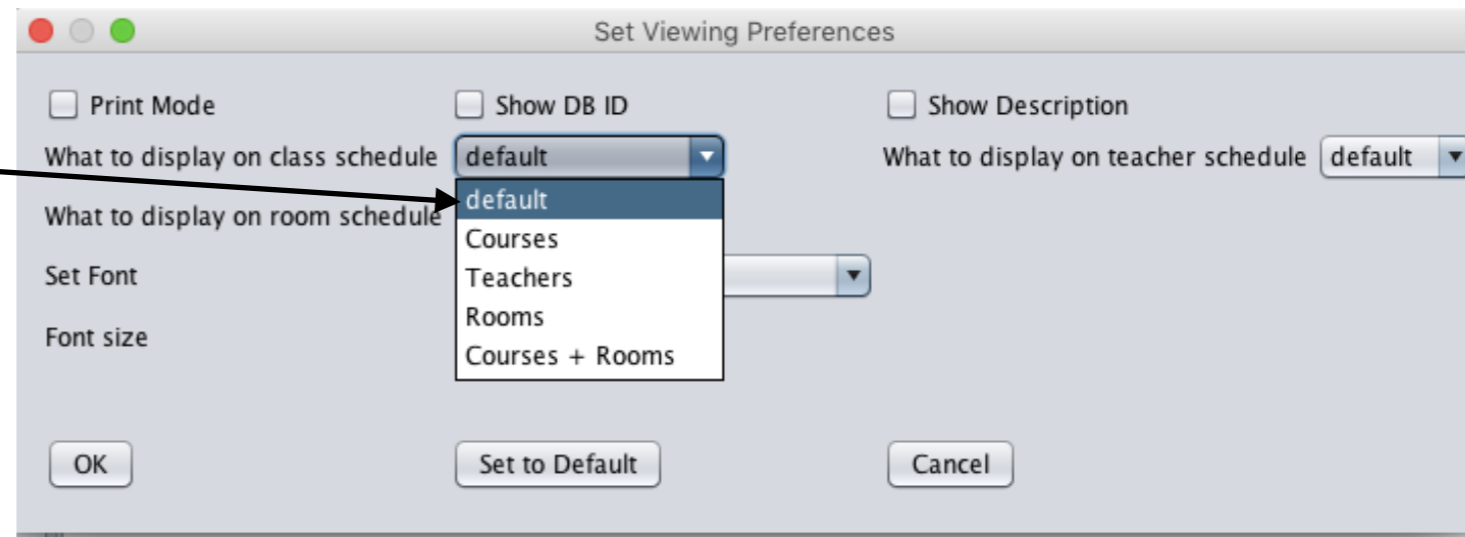 Set Viewing Preferences
Print Mode Show DB ID Show Description
What to display on class schedule default What to display on teacher schedule default
default
What to display on room schedule
Courses
Set Font
Teachers
Rooms
Font size
Courses + Rooms
OK Set to Default Cancel